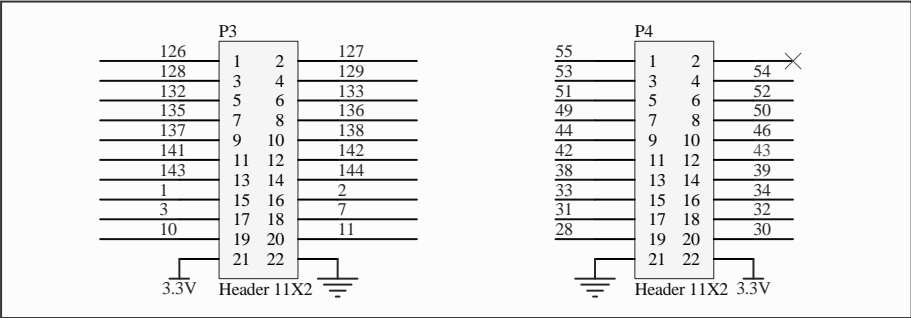 P3 P4
126 127 55
1 2 1 2
128 129 53 54
3 4 3 4
132 133 51 52
5 6 5 6
135 136 49 50
7 8 7 8
137 138 44 46
9 10 9 10
141 142 42 43
11 12 11 12
143 144 38 39
13 14 13 14
1 2 33 34
15 16 15 16
3 7 31 32
17 18 17 18
10 11 28 30
19 20 19 20
21 22 21 22
3.3V Header 11X2 Header 11X2 3.3V